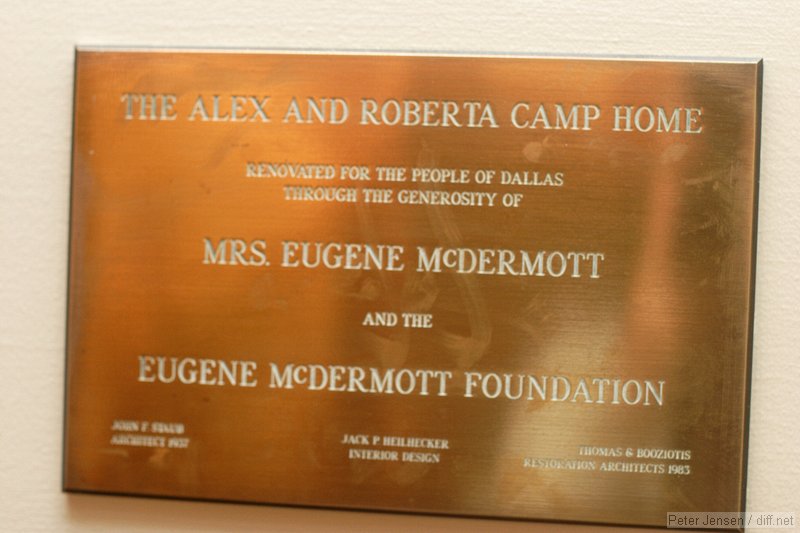 THE ALEX AND ROBERTA CAMP HOME
RENOVATED FOR THE PEOPLE OF DALLAS
THROUGH THE GENEROSITY OF
MRS. EUGENE McDERMOTT
AND THE
EUGENE McDERMOTT FOUNDATION
JOHN F. STAUB
ARCHITECT 1937
JACK P HEILHECKER
INTERIOR DESIGN
THOMAS & BOOZIOTIS
RESTORATION ARCHITECTS 1983
Peter Jensen / diff.net